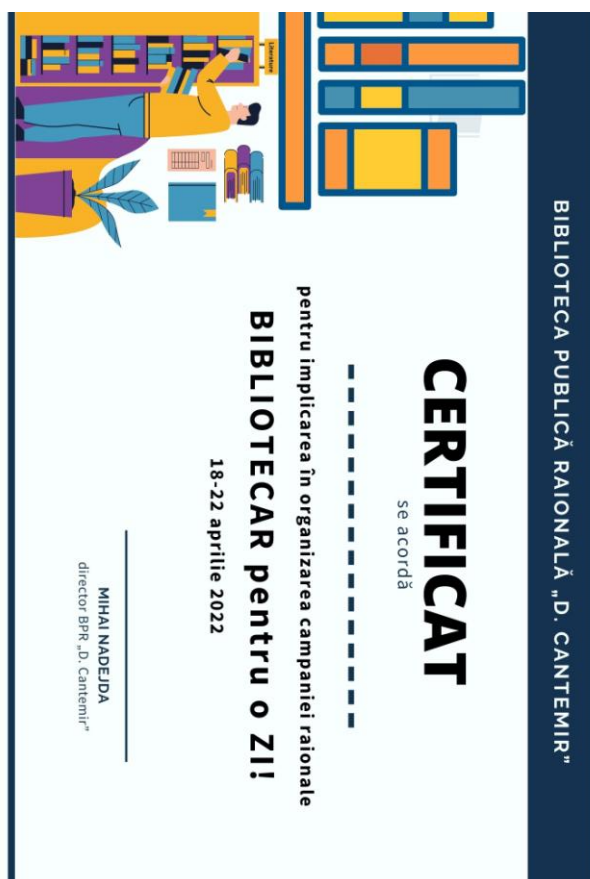 BIBLIOTECA PUBLICĂ RAIONALĂ „D. CANTEMIR”
CERTIFICAT
se acordă
pentru implicarea în organizarea campaniei raionale
BIBLIOTECAR pentru o ZI!
18-22 aprilie 2022
MIHAI NADEJDA
director BPR „D. Cantemir”
Literature